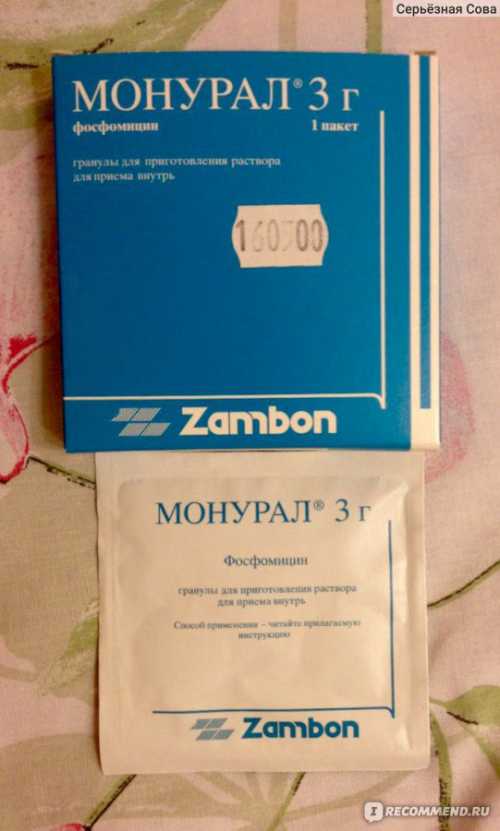 Серьёзная Сова
МОНУРАЛ® 3 г
фосфомицин 1 пакет
гранулы для приготовления раствора
для приема внутрь
160500
Zambon
МОНУРАЛ® 3 г
Фосфомицин
гранулы для приготовления раствора
для приема внутрь
Способ применения – читайте прилагаемую
инструкцию
Zambon
IRECOMMEND.RU